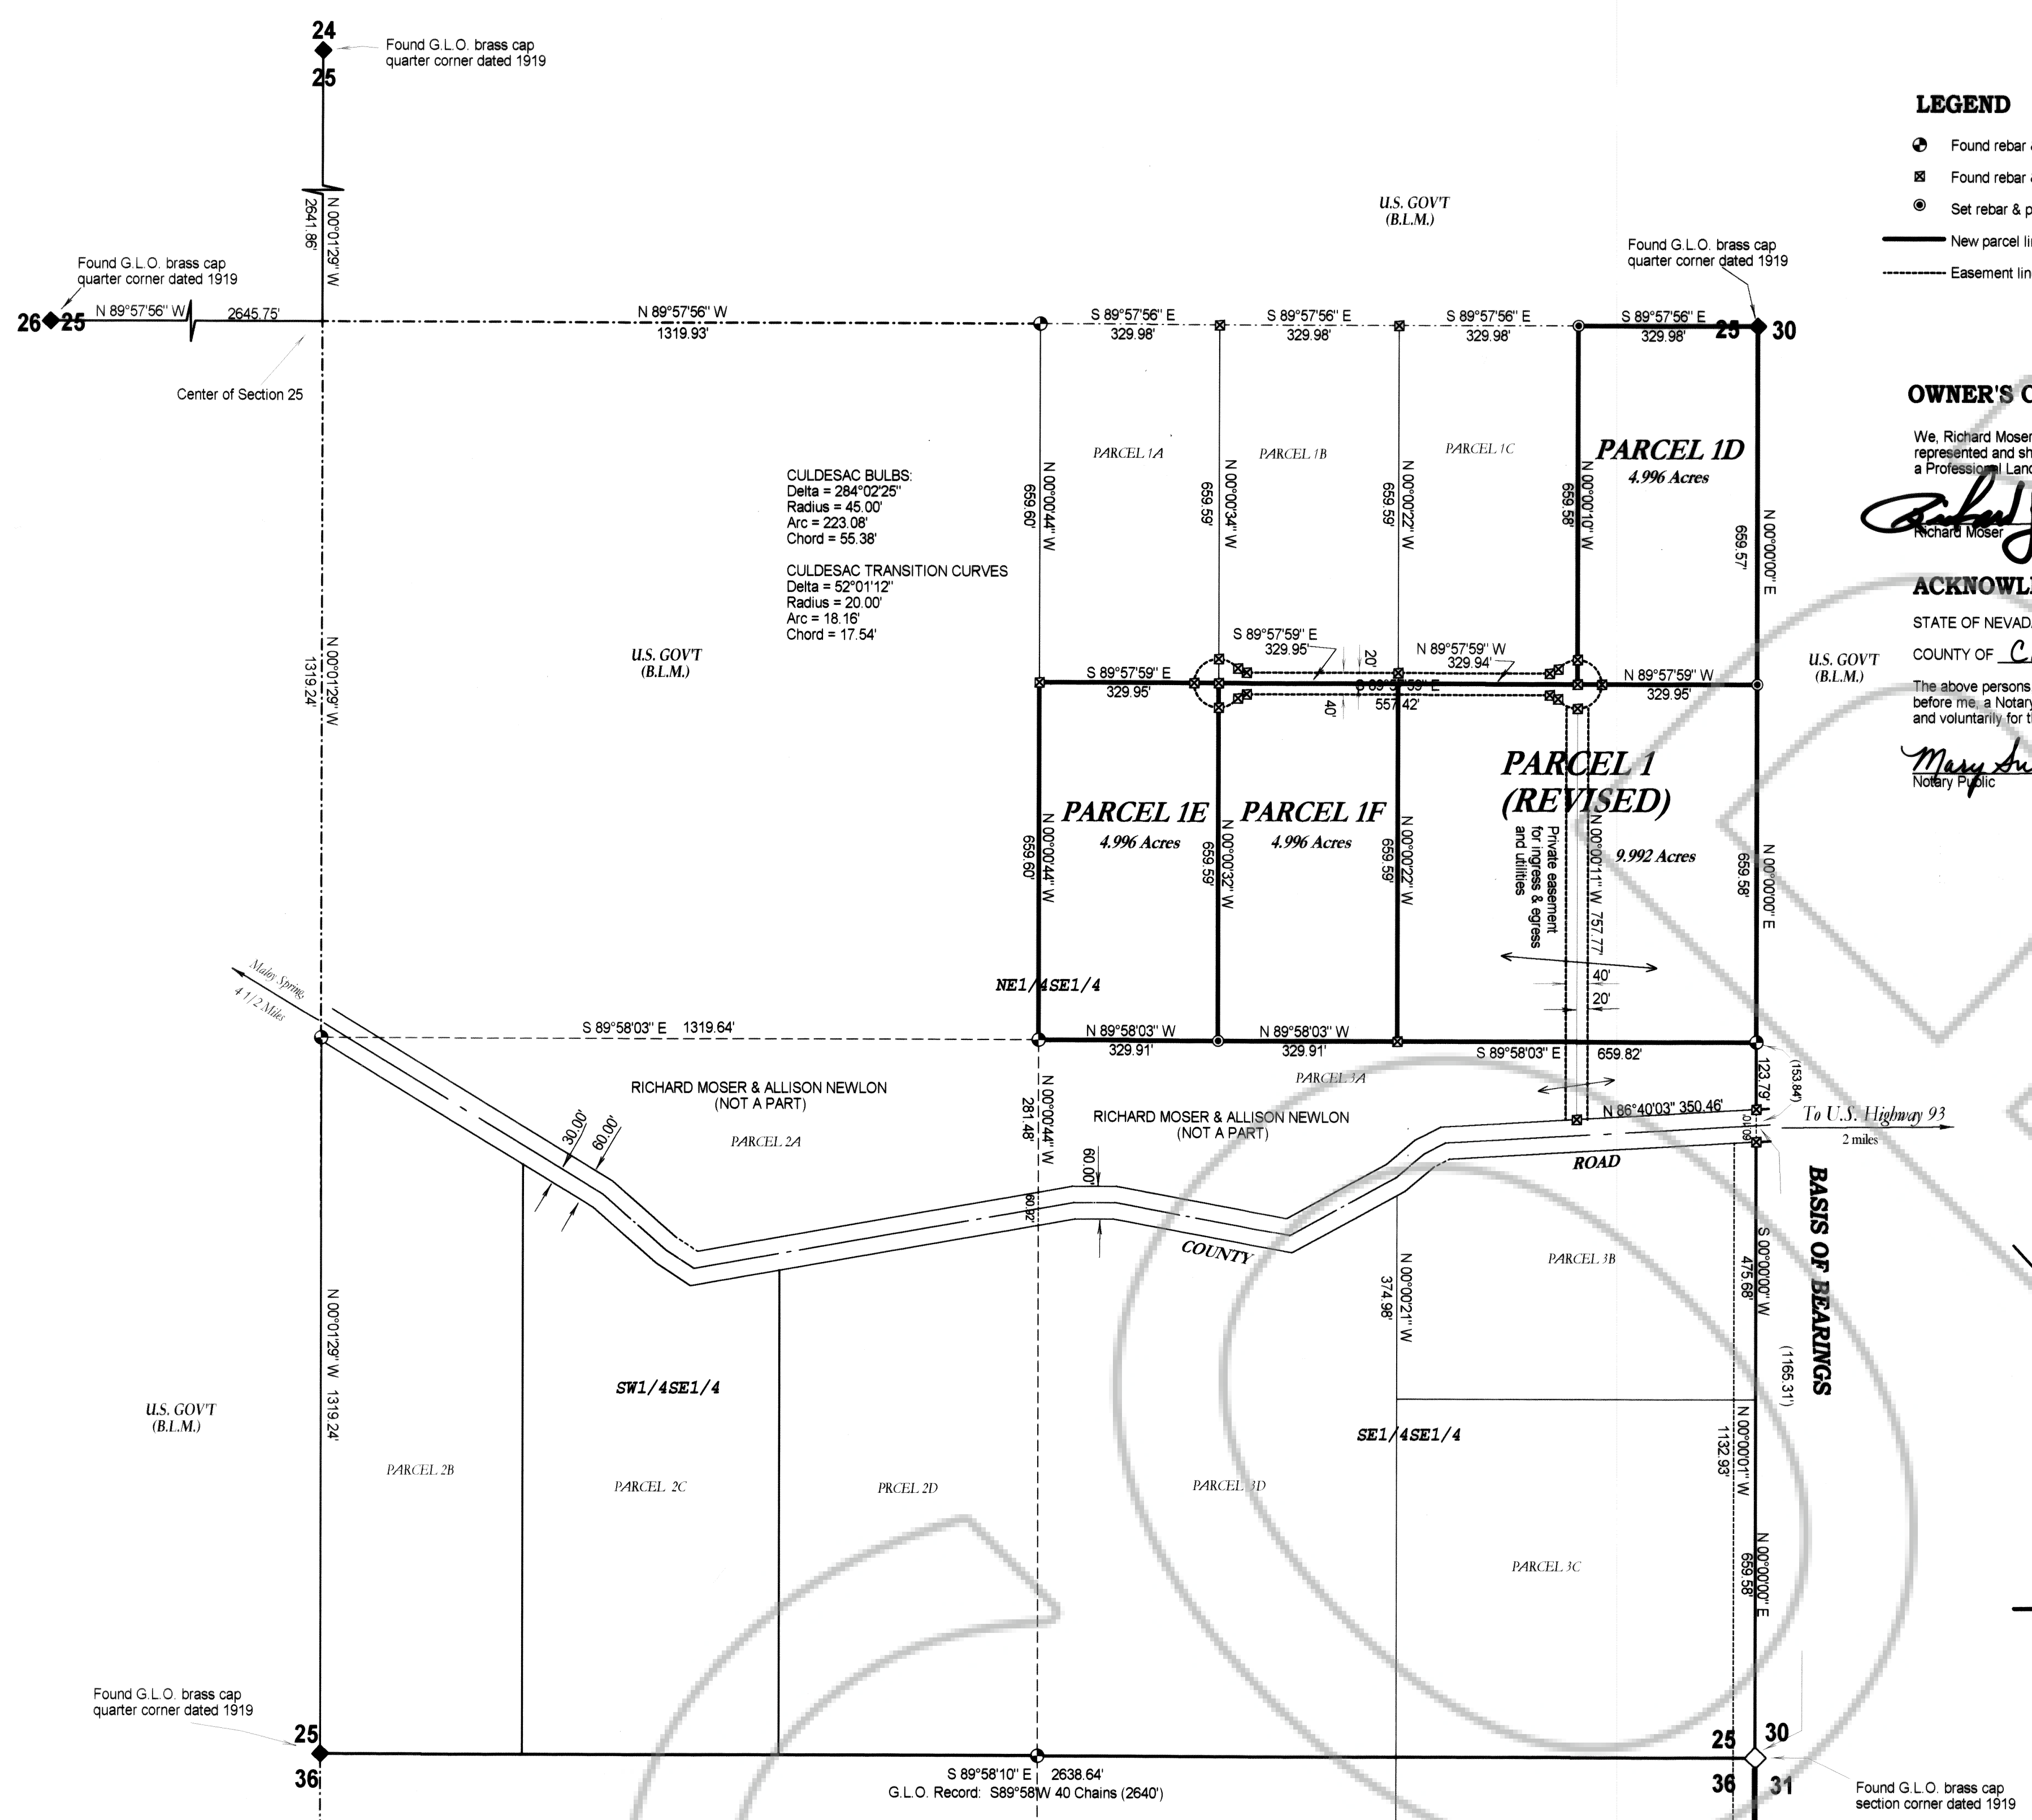 24
Found G.L.O. brass cap
quarter corner dated 1919
25
N 00°01'29" W
2641.86'
Found G.L.O. brass cap
quarter corner dated 1919
26
25
N 89°57'56" W
2645.75'
Center of Section 25
N 89°57'56" W
1319.93'
U.S. GOV'T
(B.L.M.)
S 89°57'56" E
329.98'
S 89°57'56" E
329.98'
S 89°57'56" E
329.98'
S 89°57'56" E
329.98'
Found G.L.O. brass cap
quarter corner dated 1919
25
30
LEGEND
Found rebar
Found rebar
Set rebar & p
New parcel li
Easement lin
OWNER'S
We, Richard Moser
represented and sh
a Professional Lan
Richard Moser
ACKNOWL
STATE OF NEVAD
COUNTY OF C
The above persons
before me, a Notary
and voluntarily for t
Mary Su
Notary Public
CULDESAC BULBS:
Delta = 284°02'25"
Radius = 45.00'
Arc = 223.08'
Chord = 55.38'
CULDESAC TRANSITION CURVES
Delta = 52°01'12"
Radius = 20.00'
Arc = 18.16'
Chord = 17.54'
PARCEL 1A
PARCEL 1B
PARCEL 1C
PARCEL 1D
4.996 Acres
N 00°00'44" W
659.60'
N 00°00'34" W
659.59'
N 00°00'22" W
659.59'
N 00°00'10" W
659.58'
N 00°00'00" E
659.57'
N 00°01'29" W
1319.24'
U.S. GOV'T
(B.L.M.)
U.S. GOV'T
(B.L.M.)
S 89°57'59" E
329.95'
S 89°57'59" E
329.95'
20'
N 89°57'59" W
329.94'
557.42'
40'
N 89°57'59" W
329.95'
PARCEL 1E
4.996 Acres
PARCEL 1F
4.996 Acres
PARCEL 1
(REVISED)
9.992 Acres
N 00°00'44" W
659.60'
N 00°00'32" W
659.59'
N 00°00'22" W
659.59'
Private easement
for ingress & egress
and utilities
N 00°00'11" W 757.77'
N 00°00'00" E
659.58'
40'
20'
NE1/4SE1/4
Maloy Spring
4 1/2 Miles
S 89°58'03" E 1319.64'
N 89°58'03" W
329.91'
N 89°58'03" W
329.91'
S 89°58'03" E 659.82'
RICHARD MOSER & ALLISON NEWLON
(NOT A PART)
PARCEL 2A
PARCEL 3A
RICHARD MOSER & ALLISON NEWLON
(NOT A PART)
N 00°00'44" W
281.48'
60.92'
30.00'
60.00'
60.00'
N 86°40'03" 350.46'
123.79'
(153.84')
60.10'
To U.S. Highway 93
2 miles
COUNTY
ROAD
BASIS OF BEARINGS
S 00°00'00" W
475.68'
(1165.31')
N 00°00'21" W
374.98'
PARCEL 3B
N 00°01'29" W 1319.24'
SW1/4SE1/4
SE1/4SE1/4
N 00°00'01" W
1132.93'
N 00°00'00" E
659.58'
U.S. GOV'T
(B.L.M.)
PARCEL 2B
PARCEL 2C
PRCEL 2D
PARCEL 3D
PARCEL 3C
Found G.L.O. brass cap
quarter corner dated 1919
25
36
S 89°58'10" E 2638.64'
G.L.O. Record: S89°58'W 40 Chains (2640')
25
30
36
31
Found G.L.O. brass cap
section corner dated 1919